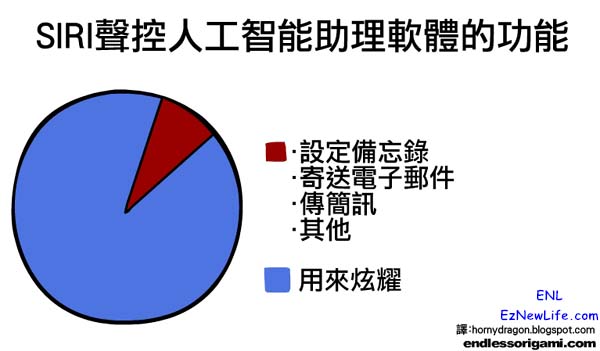 SIRI聲控人工智能助理軟體的功能
·設定備忘錄
·寄送電子郵件
·傳簡訊
·其他
用來炫耀
ENL
EzNewLife.com
譯:hornydragon.blogspot.com
endlessorigami.com